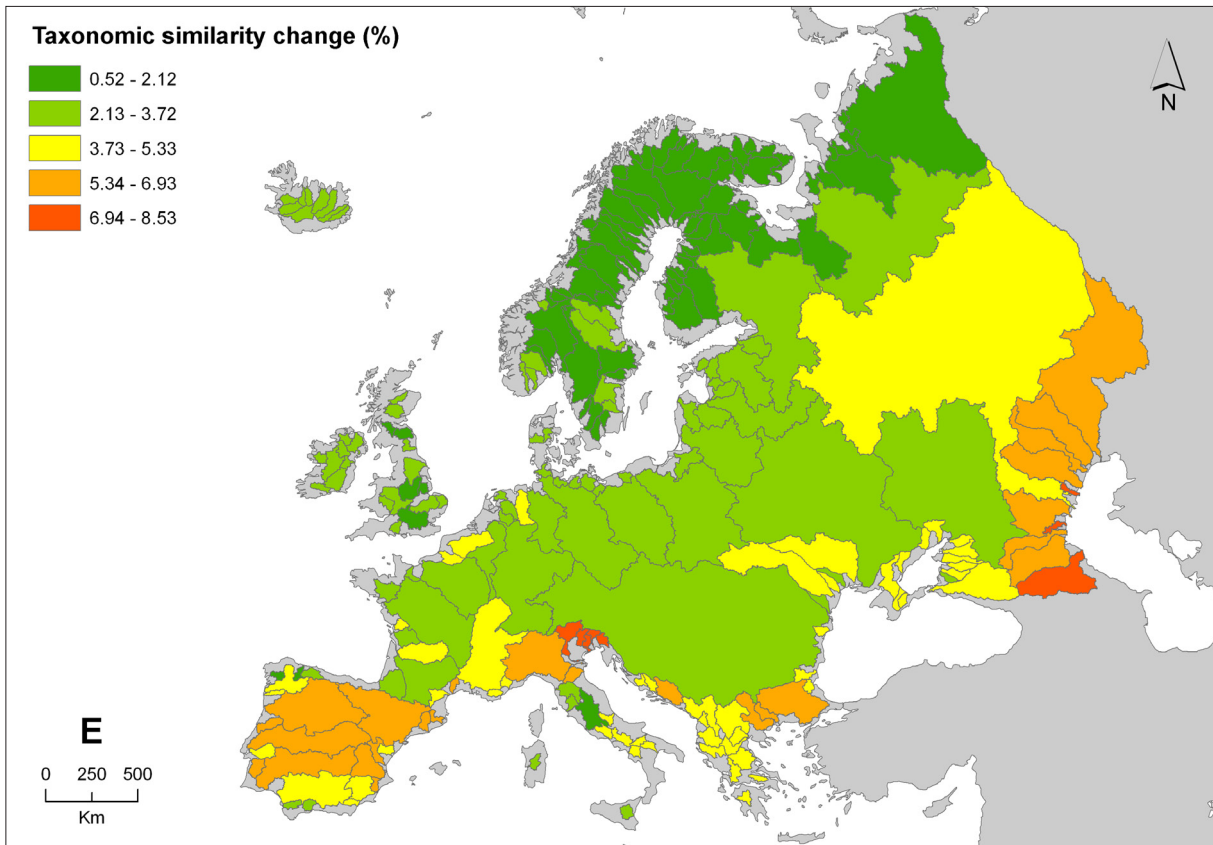 Taxonomic similarity change (%)
0.52 - 2.12
2.13 - 3.72
3.73 - 5.33
5.34 - 6.93
6.94 - 8.53
N
E
0 250 500
Km